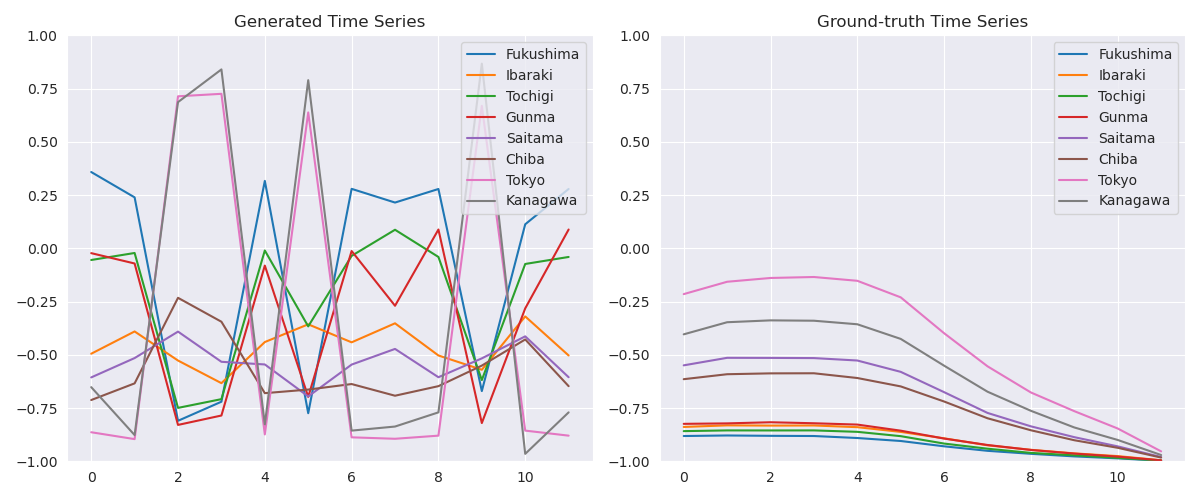 Generated Time Series
1.00
0.75
0.50
0.25
0.00
−0.25
−0.50
−0.75
−1.00
0 2 4 6 8 10
Fukushima
Ibaraki
Tochigi
Gunma
Saitama
Chiba
Tokyo
Kanagawa
Ground-truth Time Series
1.00
0.75
0.50
0.25
0.00
−0.25
−0.50
−0.75
−1.00
0 2 4 6 8 10
Fukushima
Ibaraki
Tochigi
Gunma
Saitama
Chiba
Tokyo
Kanagawa